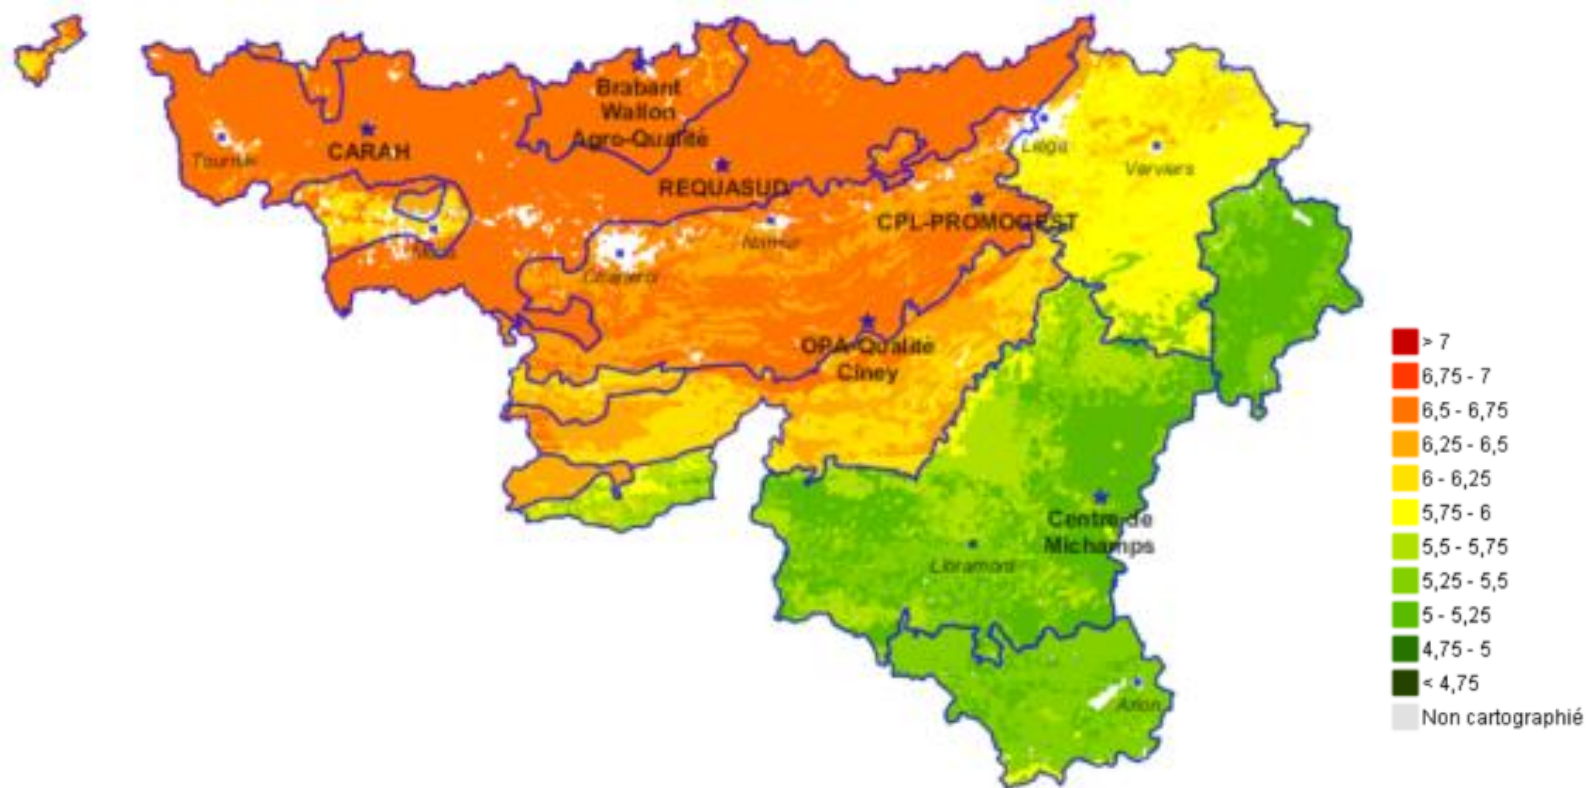 Brabant
Wallon
Agro-Qualité
CARAH
Tournai
REQUASUD
Liège
Verviers
CPL-PROMOGEST
Mons
Namur
Charleroi
OPA-Qualité
Ciney
Centre de
Michamps
Libramont
Arlon
> 7
6,75 - 7
6,5 - 6,75
6,25 - 6,5
6 - 6,25
5,75 - 6
5,5 - 5,75
5,25 - 5,5
5 - 5,25
4,75 - 5
< 4,75
Non cartographié